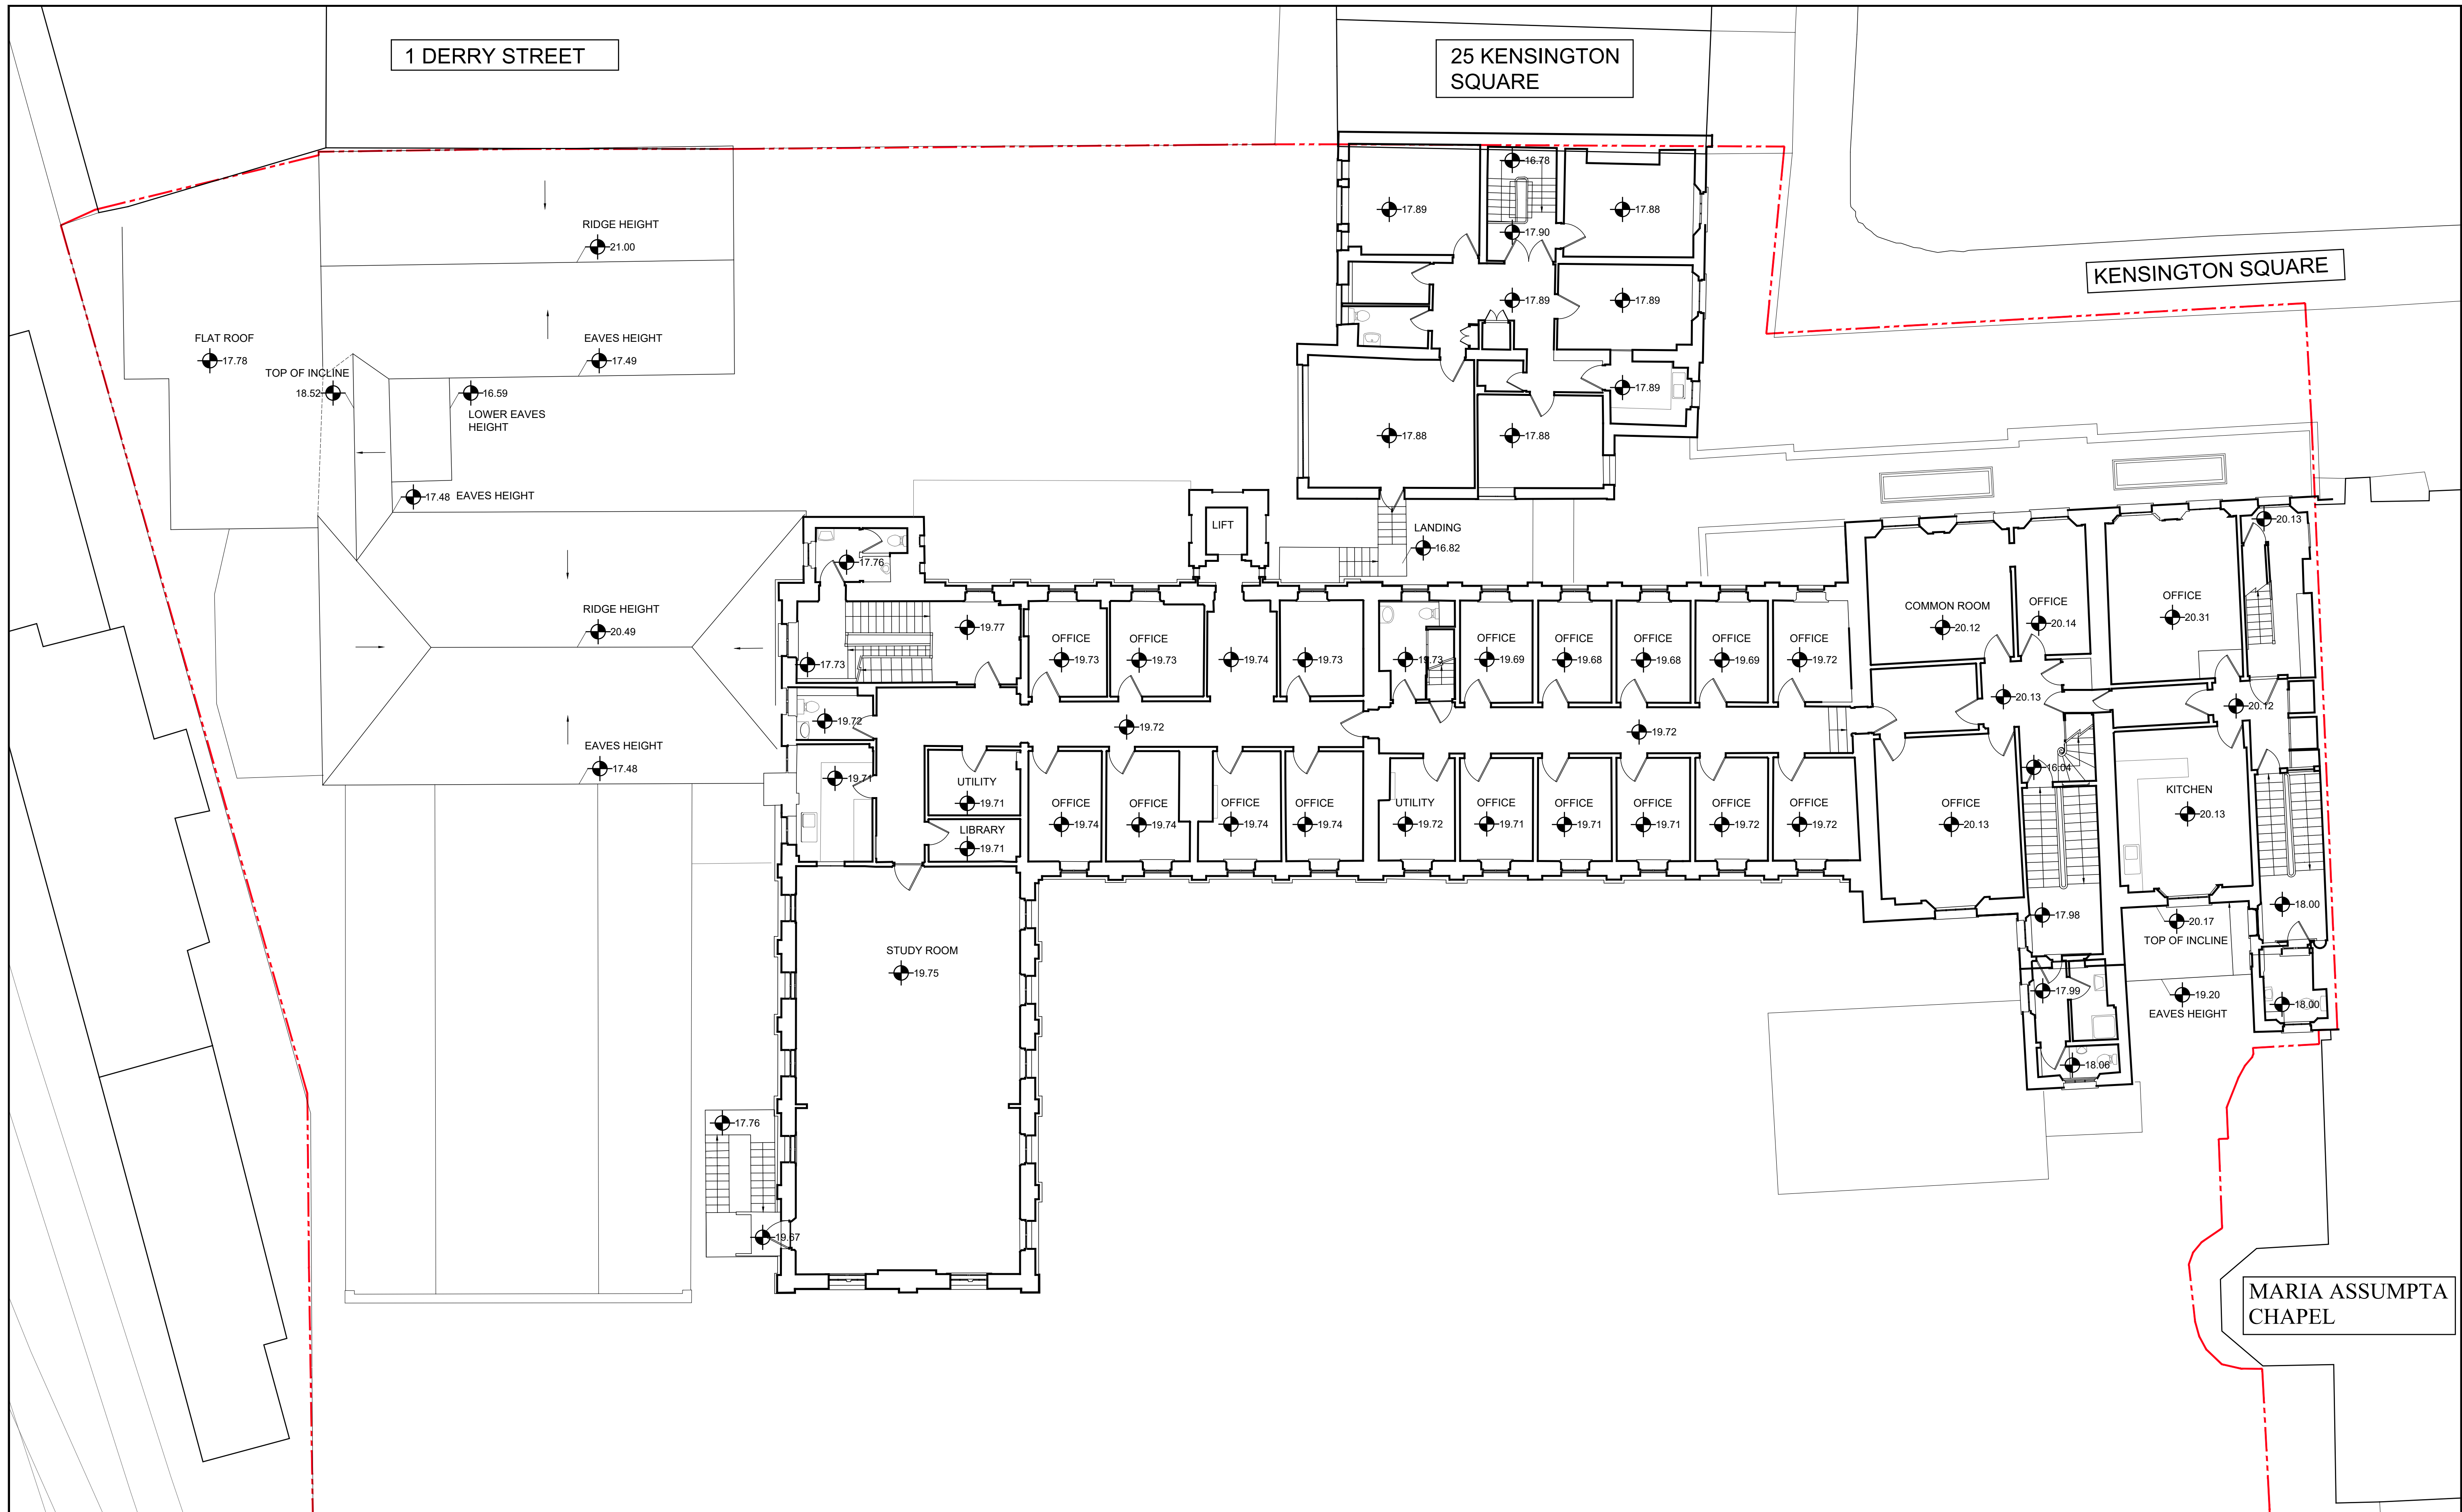 1 DERRY STREET
25 KENSINGTON
SQUARE
KENSINGTON SQUARE
16.78
17.89
17.88
17.90
17.89
17.89
17.89
17.88
17.88
RIDGE HEIGHT
21.00
FLAT ROOF
17.78
EAVES HEIGHT
17.49
TOP OF INCLINE
18.52
16.59
LOWER EAVES
HEIGHT
17.48 EAVES HEIGHT
RIDGE HEIGHT
20.49
EAVES HEIGHT
17.48
LIFT
LANDING
16.82
17.76
19.77
17.73
OFFICE
19.73
OFFICE
19.73
19.74
19.73
19.73
OFFICE
19.69
OFFICE
19.68
OFFICE
19.68
OFFICE
19.69
OFFICE
19.72
COMMON ROOM
20.12
OFFICE
20.14
OFFICE
20.31
20.13
19.72
19.72
19.72
20.13
20.12
19.71
UTILITY
19.71
LIBRARY
19.71
OFFICE
19.74
OFFICE
19.74
OFFICE
19.74
OFFICE
19.74
UTILITY
19.72
OFFICE
19.71
OFFICE
19.71
OFFICE
19.71
OFFICE
19.72
OFFICE
19.72
OFFICE
20.13
16.04
KITCHEN
20.13
17.98
20.17
TOP OF INCLINE
18.00
STUDY ROOM
19.75
17.99
19.20
EAVES HEIGHT
18.00
18.06
17.76
19.67
MARIA ASSUMPTA
CHAPEL